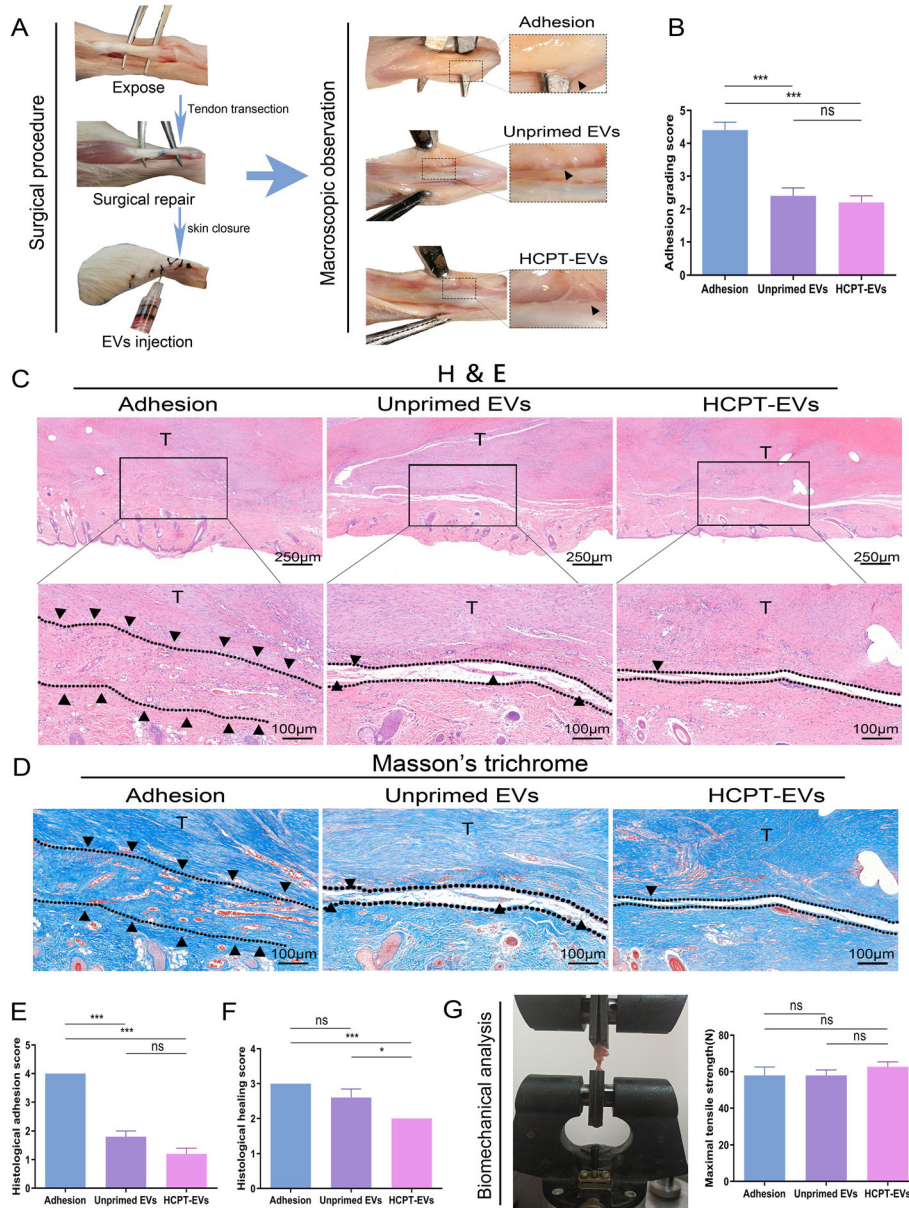 A
Surgical procedure
Expose
Tendon transection
Surgical repair
skin closure
EVs injection
Macroscopic observation
Adhesion
Unprimed EVs
HCPT-EVs
B
Adhesion grading score
5
4
3
2
1
0
***
***
ns
Adhesion Unprimed EVs HCPT-EVs
C
H & E
Adhesion Unprimed EVs HCPT-EVs
T T T
250μm 250μm 250μm
T T T
100μm 100μm 100μm
D
Masson's trichrome
Adhesion Unprimed EVs HCPT-EVs
T T T
100μm 100μm 100μm
E
Histological adhesion score
5
4
3
2
1
***
***
ns
Adhesion Unprimed EVs HCPT-EVs
F
Histological healing score
4
3
2
1
0
ns
***
*
Adhesion Unprimed EVs HCPT-EVs
G
Biomechanical analysis
Maximal tensile strength(N)
80
60
40
20
0
ns
ns
ns
Adhesion Unprimed EVs HCPT-EVs